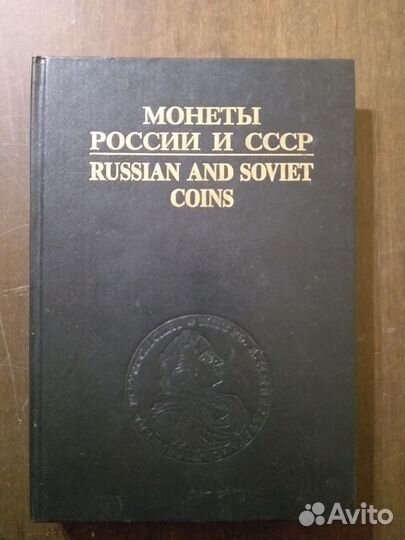 МОНЕТЫ
РОССИИ И СССР
RUSSIAN AND SOVIET
COINS
Avito